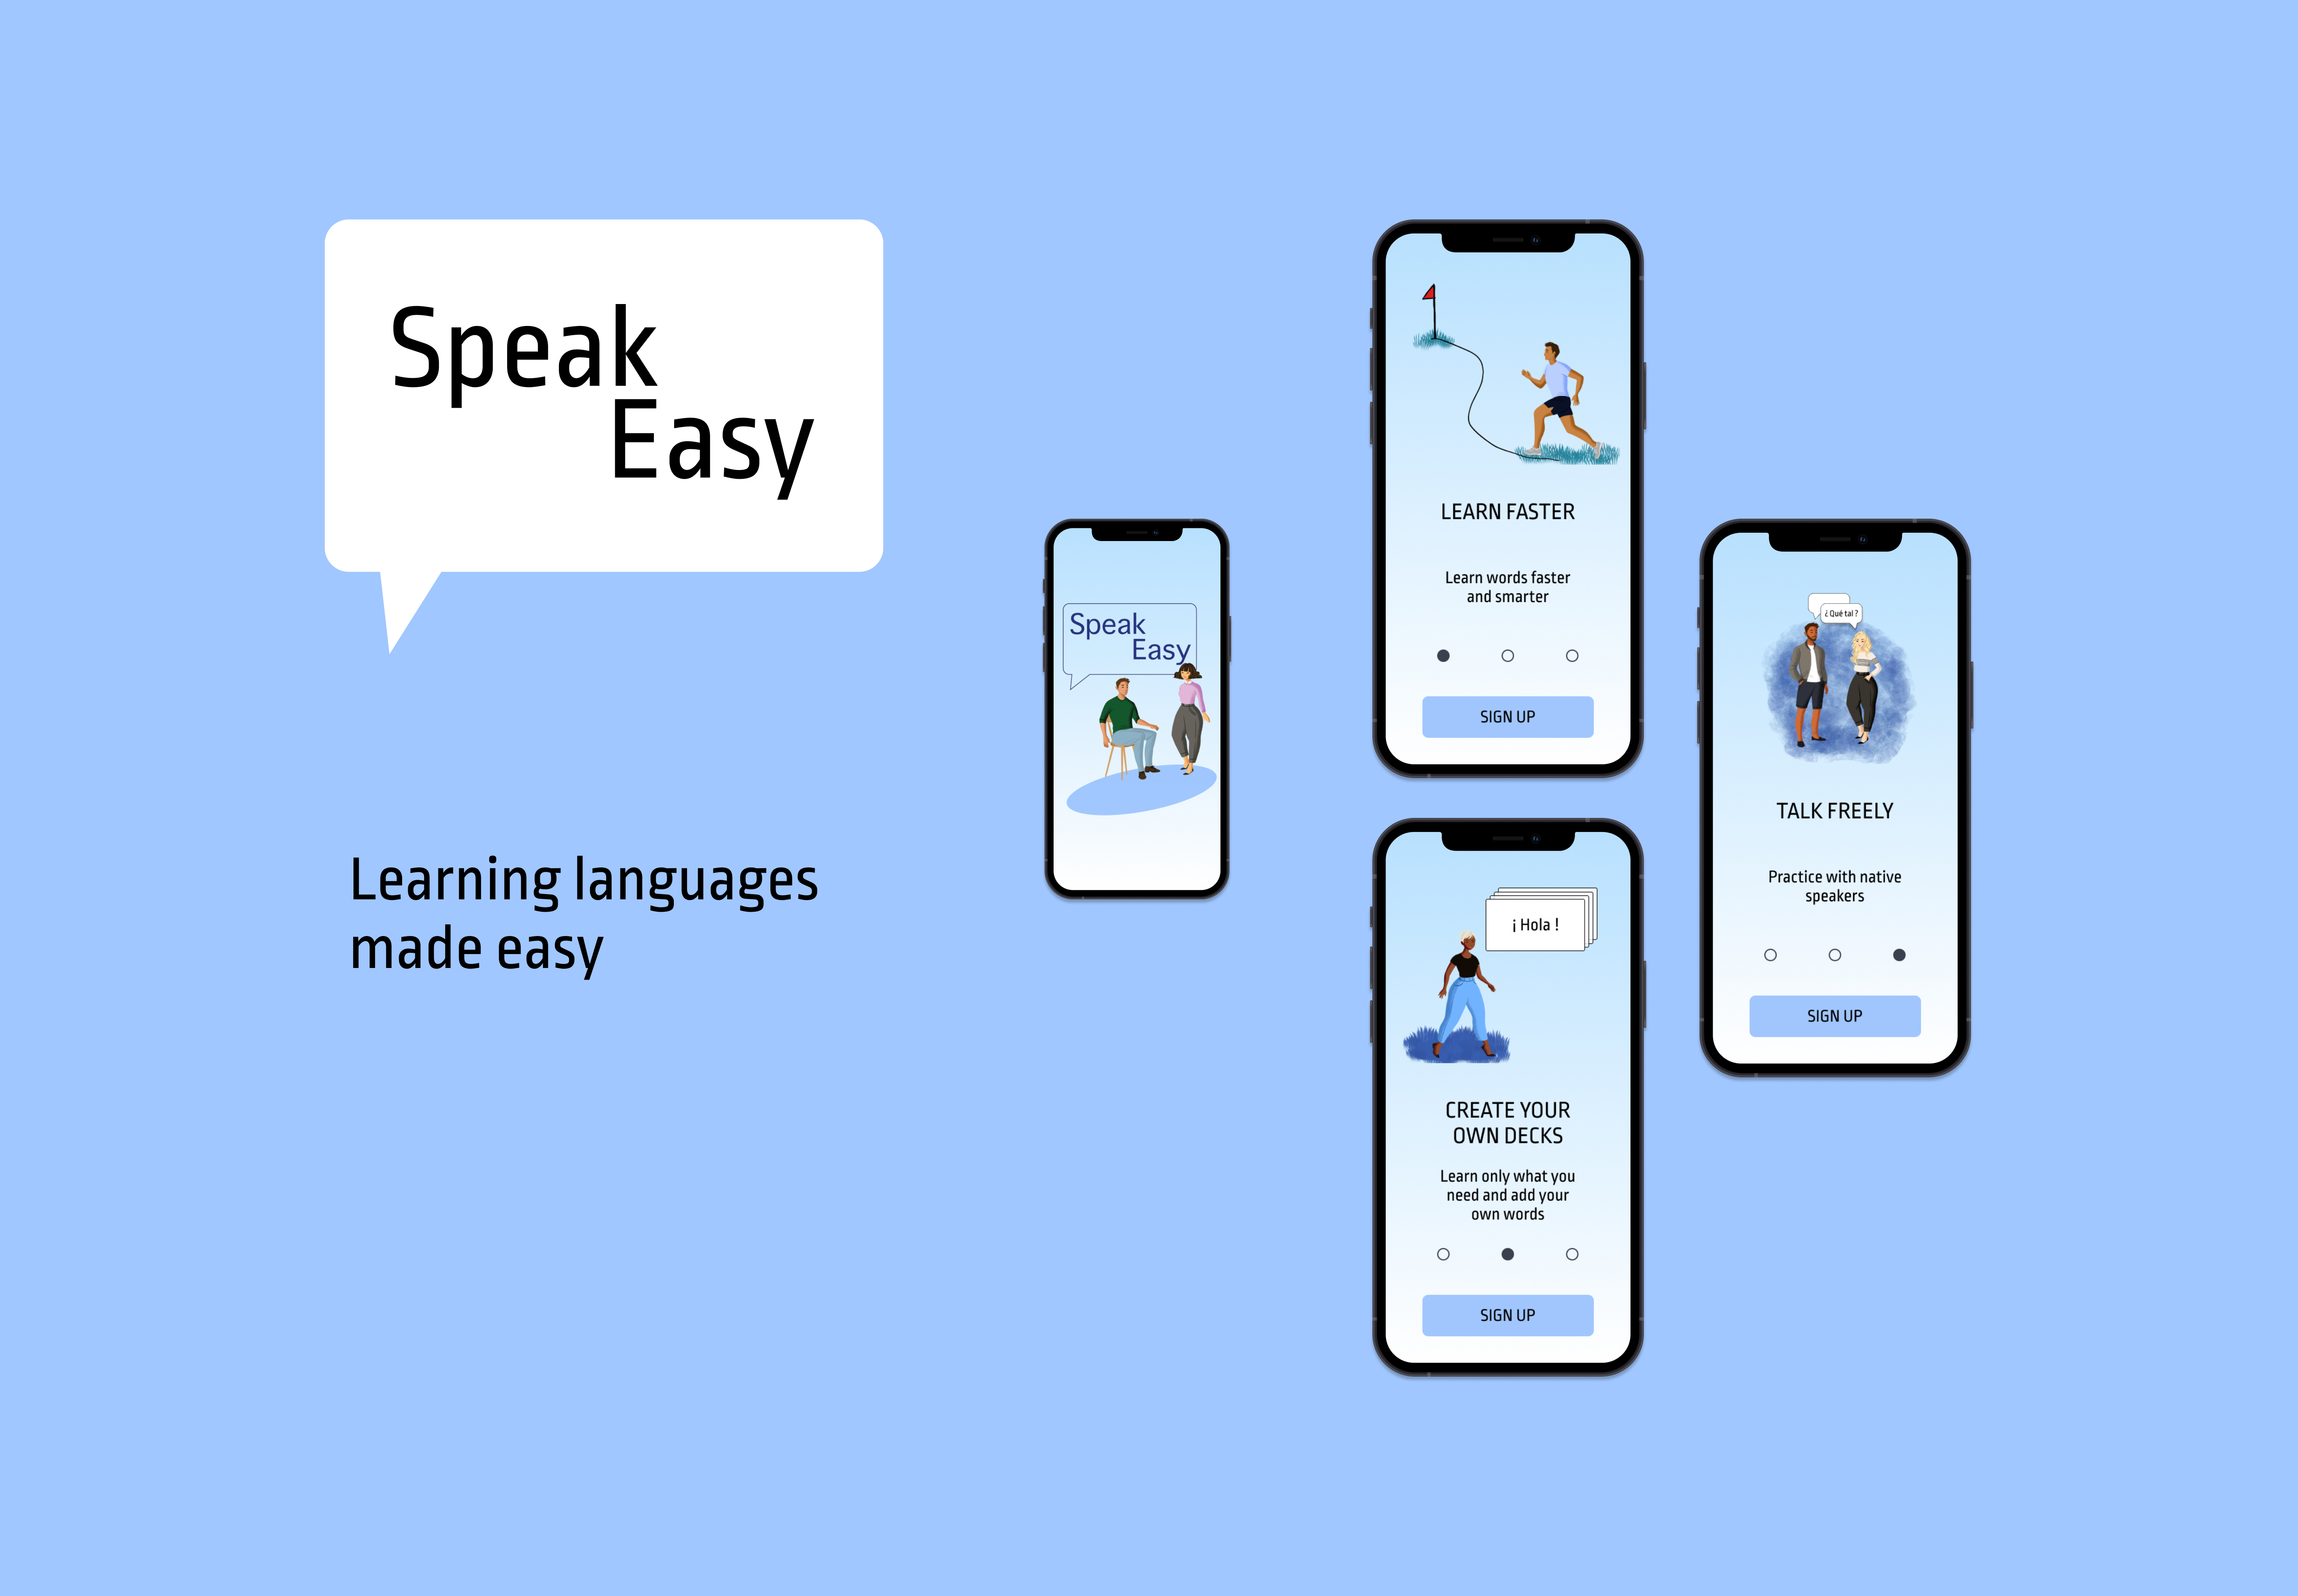 Speak
Easy
Learning languages
made easy
Speak
Easy
LEARN FASTER
Learn words faster
and smarter
SIGN UP
¡ Hola !
CREATE YOUR
OWN DECKS
Learn only what you
need and add your
own words
SIGN UP
¿ Qué tal ?
TALK FREELY
Practice with native
speakers
SIGN UP